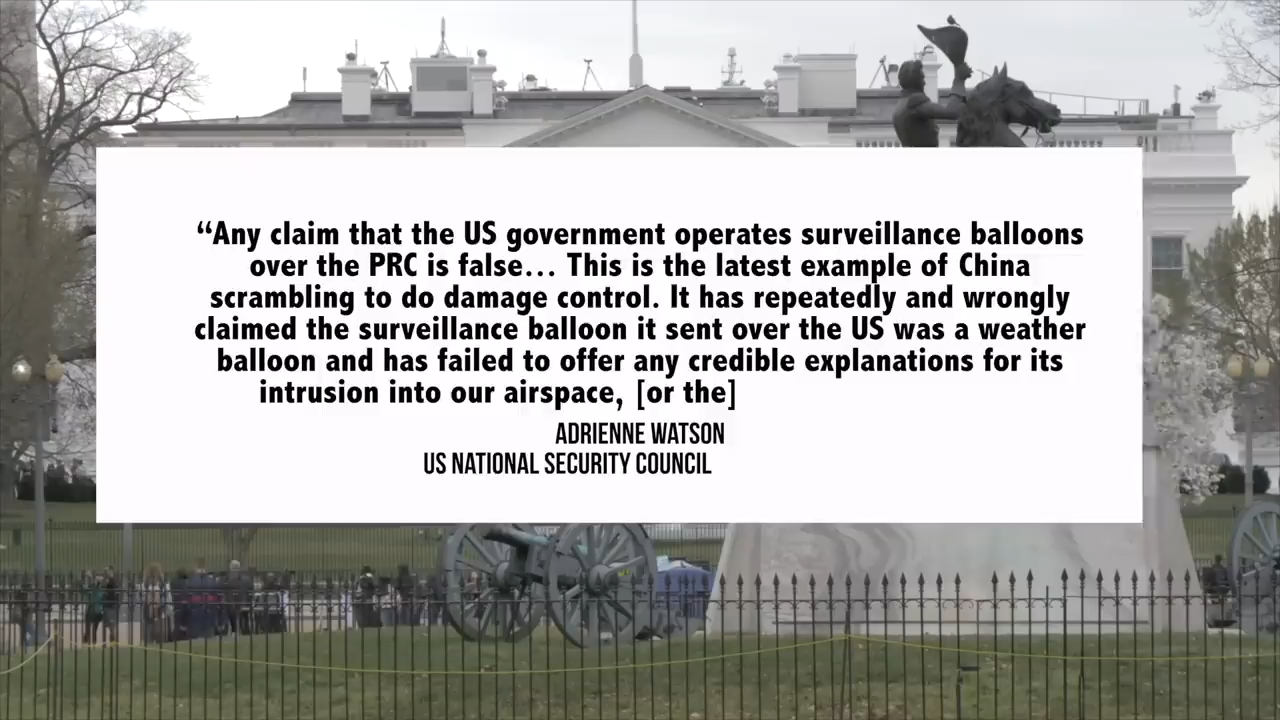 “Any claim that the US government operates surveillance balloons
over the PRC is false... This is the latest example of China
scrambling to do damage control. It has repeatedly and wrongly
claimed the surveillance balloon it sent over the US was a weather
balloon and has failed to offer any credible explanations for its
intrusion into our airspace, [or the]
ADRIENNE WATSON
US NATIONAL SECURITY COUNCIL